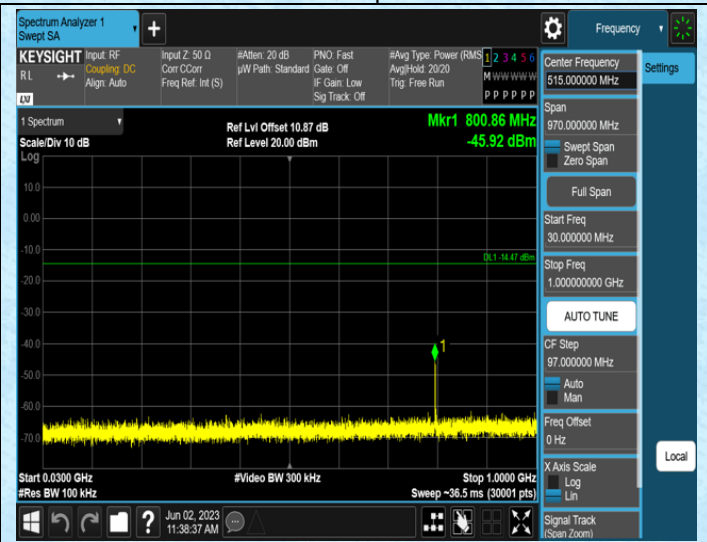 Spectrum Analyzer 1
Swept SA
+
Frequency
KEYSIGHT
RL
LXI
Input: RF
Coupling: DC
Align: Auto
Input Z: 50 Ω
Corr CCorr
Freq Ref: Int (S)
#Atten: 20 dB
µW Path: Standard
PNO: Fast
Gate: Off
IF Gain: Low
Sig Track: Off
#Avg Type: Power (RMS)
Avg|Hold: 20/20
Trig: Free Run
1 2 3 4 5 6
M W W W W W
P P P P P P
1 Spectrum
Scale/Div 10 dB
Log
Ref Lvl Offset 10.87 dB
Ref Level 20.00 dBm
Mkr1 800.86 MHz
-45.92 dBm
10.0
0.00
-10.0
DL1 -14.47 dBm
-20.0
-30.0
-40.0
1
-50.0
-60.0
-70.0
Start 0.0300 GHz
#Res BW 100 kHz
#Video BW 300 kHz
Stop 1.0000 GHz
Sweep ~36.5 ms (30001 pts)
?
Jun 02, 2023
11:38:37 AM
Center Frequency
515.000000 MHz
Span
970.000000 MHz
Swept Span
Zero Span
Full Span
Start Freq
30.000000 MHz
Stop Freq
1.000000000 GHz
AUTO TUNE
CF Step
97.000000 MHz
Auto
Man
Freq Offset
0 Hz
X Axis Scale
Log
Lin
Signal Track
(Span Zoom)
Settings
Local